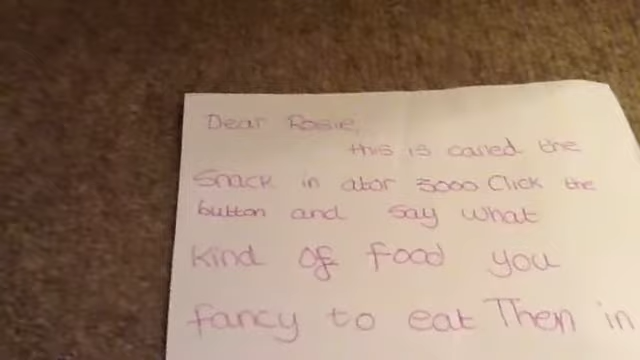 Dear Rosie,
this is called the
Snack in ator 3000 Click the
button and say what
kind of food you
fancy to eat Then in